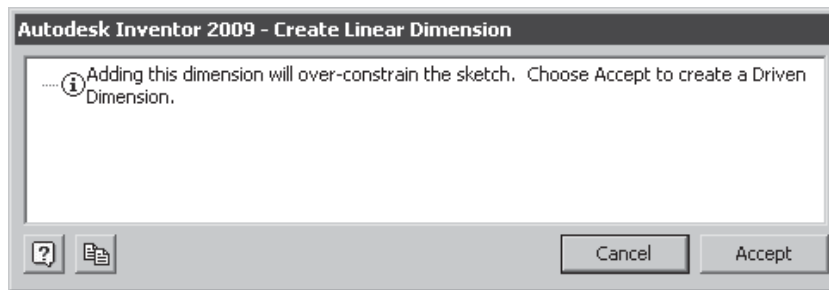 Autodesk Inventor 2009 - Create Linear Dimension
Adding this dimension will over-constrain the sketch. Choose Accept to create a Driven
Dimension.
Cancel Accept